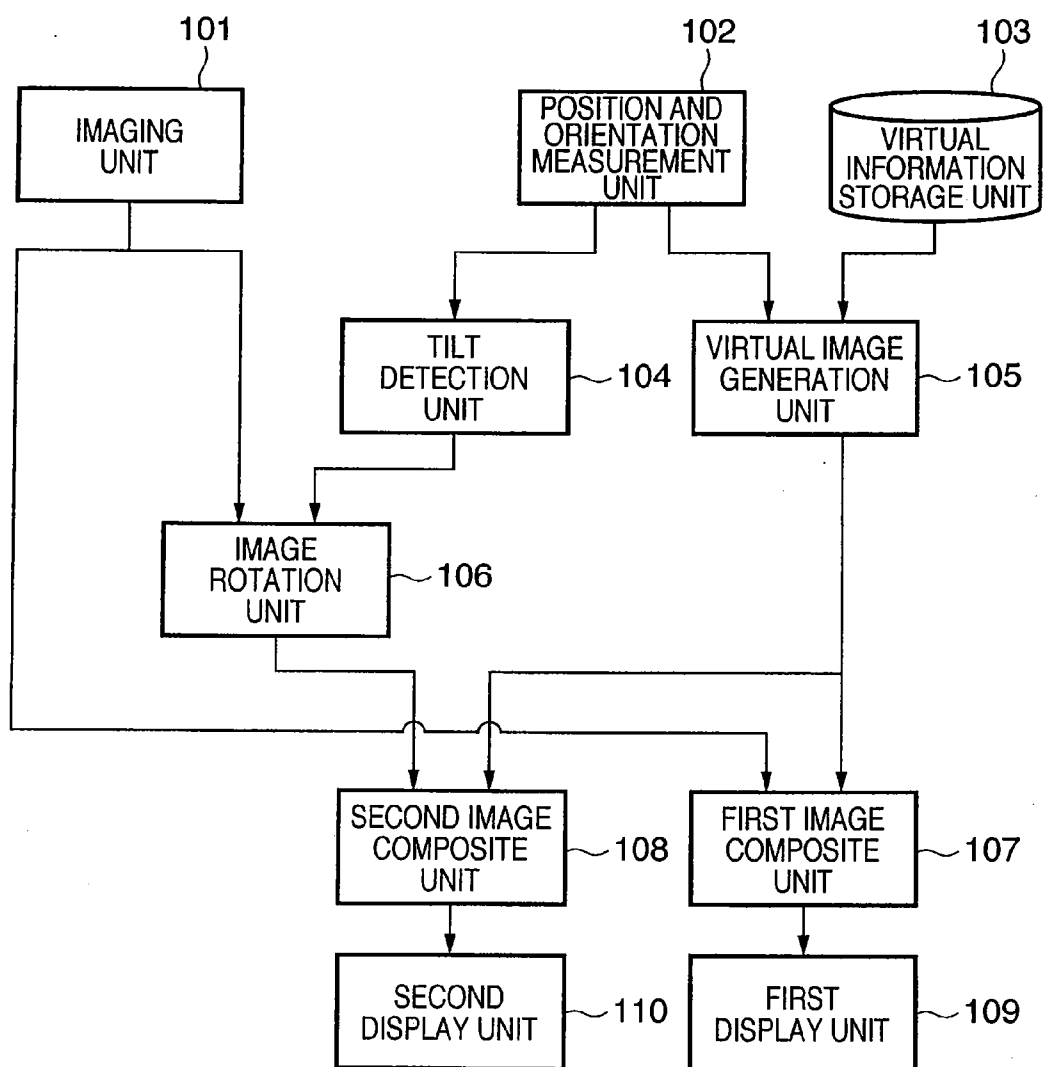 101
102
103
IMAGING
UNIT
POSITION AND
ORIENTATION
MEASUREMENT
UNIT
VIRTUAL
INFORMATION
STORAGE UNIT
TILT
DETECTION
UNIT
104
VIRTUAL IMAGE
GENERATION
UNIT
105
IMAGE
ROTATION
UNIT
106
SECOND IMAGE
COMPOSITE
UNIT
108
FIRST IMAGE
COMPOSITE
UNIT
107
SECOND
DISPLAY UNIT
110
FIRST
DISPLAY UNIT
109